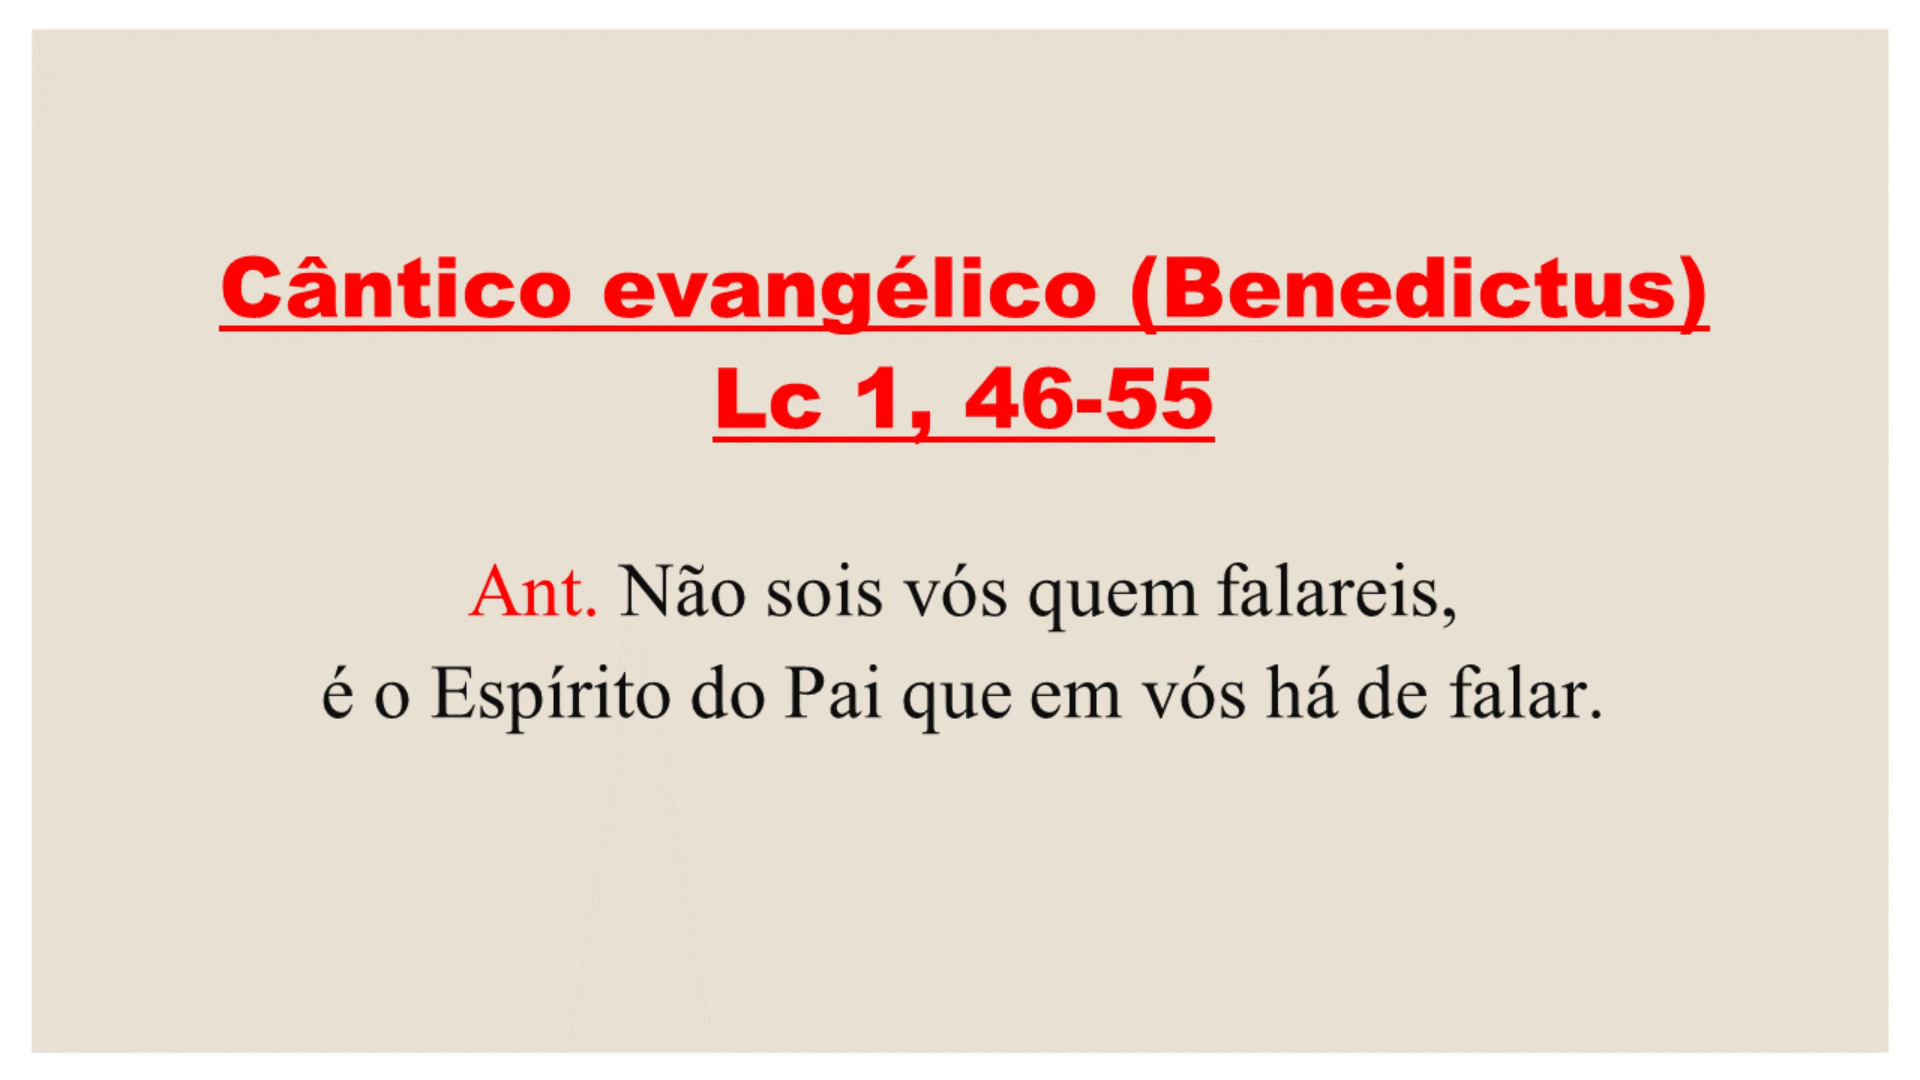 Cântico evangélico (Benedictus)
Lc 1, 46-55
Ant. Não sois vós quem falareis,
é o Espírito do Pai que em vós há de falar.